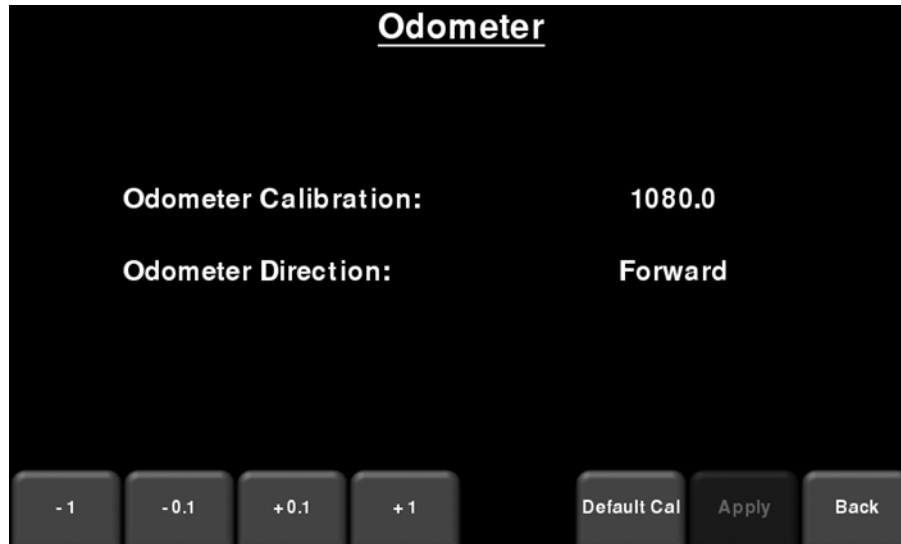 Odometer
Odometer Calibration: 1080.0
Odometer Direction: Forward
- 1 - 0.1 + 0.1 + 1 Default Cal Apply Back